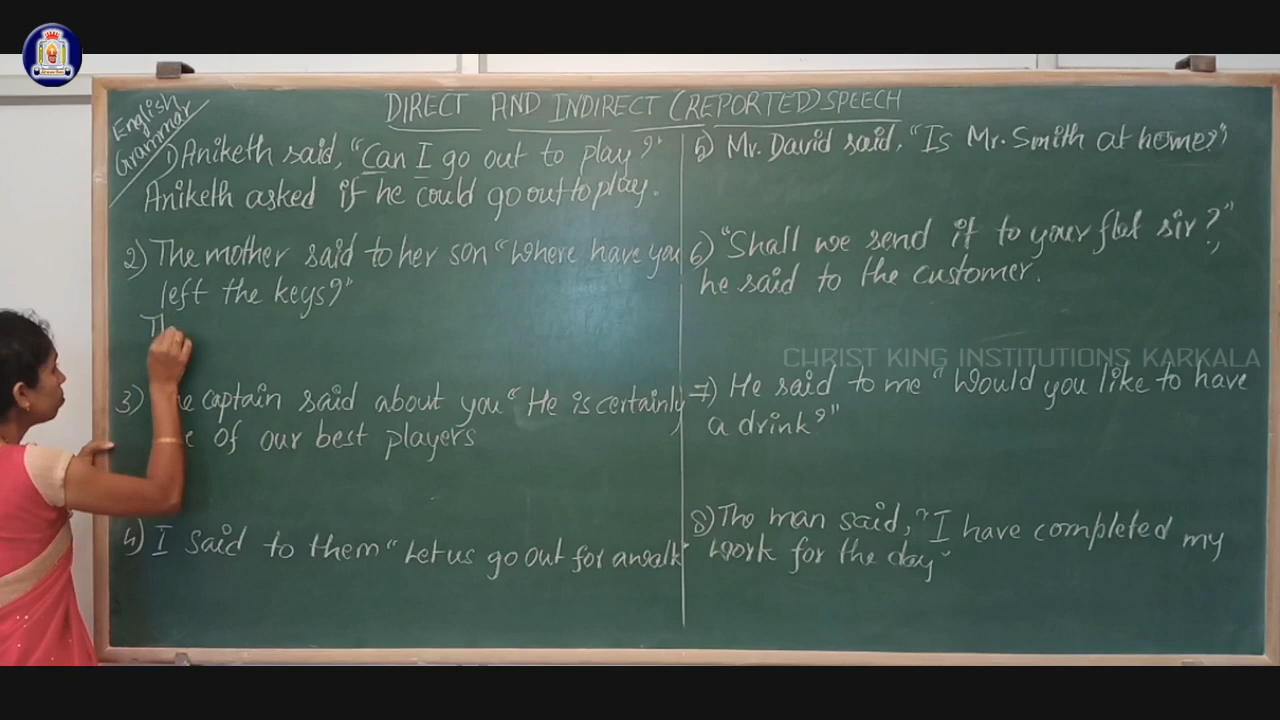 English
Grammar
DIRECT AND INDIRECT (REPORTED) SPEECH
1) Aniketh said, "Can I go out to play?"
Aniketh asked if he could go out to play.
2) The mother said to her son "Where have you
left the keys?"
Th
3) captain said about you "He is certainly
of our best players
4) I said to them "Let us go out for a walk"
5) Mr. David said, "Is Mr. Smith at home?"
6) "Shall we send it to your flat sir?",
he said to the customer.
7) He said to me "Would you like to have
a drink?"
8) The man said, "I have completed my
work for the day"
CHRIST KING INSTITUTIONS KARKALA